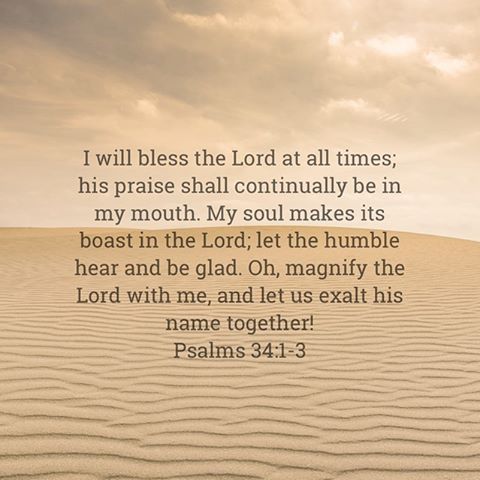 I will bless the Lord at all times;
his praise shall continually be in
my mouth. My soul makes its
boast in the Lord; let the humble
hear and be glad. Oh, magnify the
Lord with me, and let us exalt his
name together!
Psalms 34:1-3